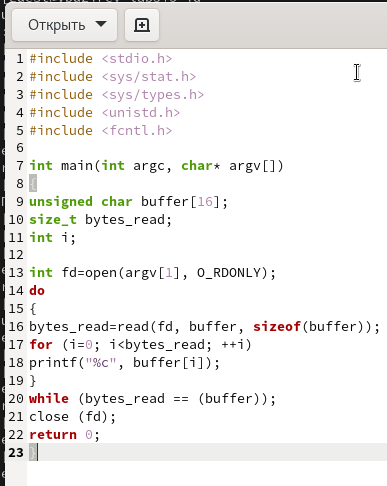 Открыть
1 #include <stdio.h>
2 #include <sys/stat.h>
3 #include <sys/types.h>
4 #include <unistd.h>
5 #include <fcntl.h>
6
7 int main(int argc, char* argv[])
8 {
9 unsigned char buffer[16];
10 size_t bytes_read;
11 int i;
12
13 int fd=open(argv[1], O_RDONLY);
14 do
15 {
16 bytes_read=read(fd, buffer, sizeof(buffer));
17 for (i=0; i<bytes_read; ++i)
18 printf("%c", buffer[i]);
19 }
20 while (bytes_read == (buffer));
21 close (fd);
22 return 0;
23 }